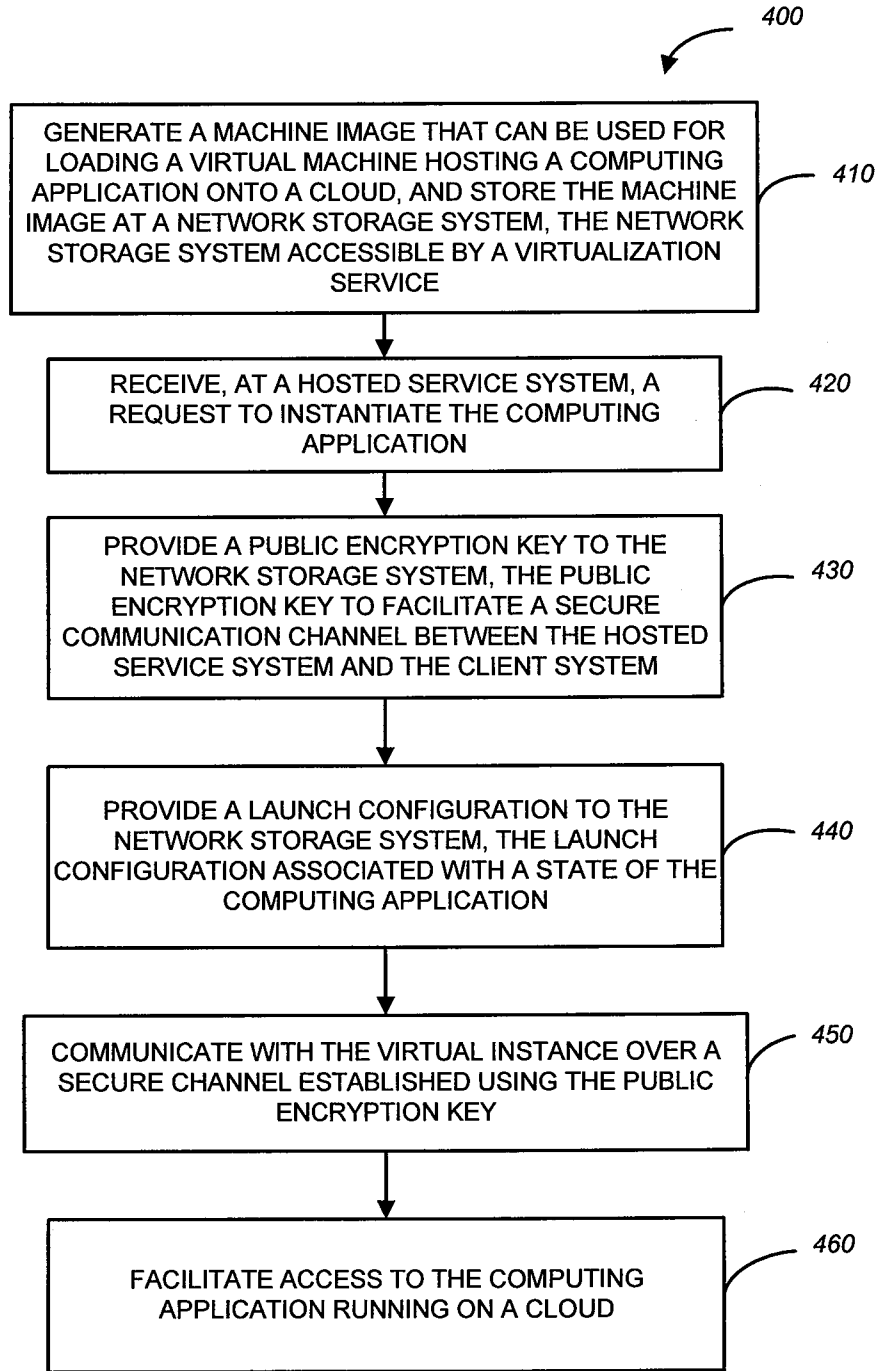 400
GENERATE A MACHINE IMAGE THAT CAN BE USED FOR
LOADING A VIRTUAL MACHINE HOSTING A COMPUTING
APPLICATION ONTO A CLOUD, AND STORE THE MACHINE
IMAGE AT A NETWORK STORAGE SYSTEM, THE NETWORK
STORAGE SYSTEM ACCESSIBLE BY A VIRTUALIZATION
SERVICE
410
RECEIVE, AT A HOSTED SERVICE SYSTEM, A
REQUEST TO INSTANTIATE THE COMPUTING
APPLICATION
420
PROVIDE A PUBLIC ENCRYPTION KEY TO THE
NETWORK STORAGE SYSTEM, THE PUBLIC
ENCRYPTION KEY TO FACILITATE A SECURE
COMMUNICATION CHANNEL BETWEEN THE HOSTED
SERVICE SYSTEM AND THE CLIENT SYSTEM
430
PROVIDE A LAUNCH CONFIGURATION TO THE
NETWORK STORAGE SYSTEM, THE LAUNCH
CONFIGURATION ASSOCIATED WITH A STATE OF THE
COMPUTING APPLICATION
440
COMMUNICATE WITH THE VIRTUAL INSTANCE OVER A
SECURE CHANNEL ESTABLISHED USING THE PUBLIC
ENCRYPTION KEY
450
FACILITATE ACCESS TO THE COMPUTING
APPLICATION RUNNING ON A CLOUD
460